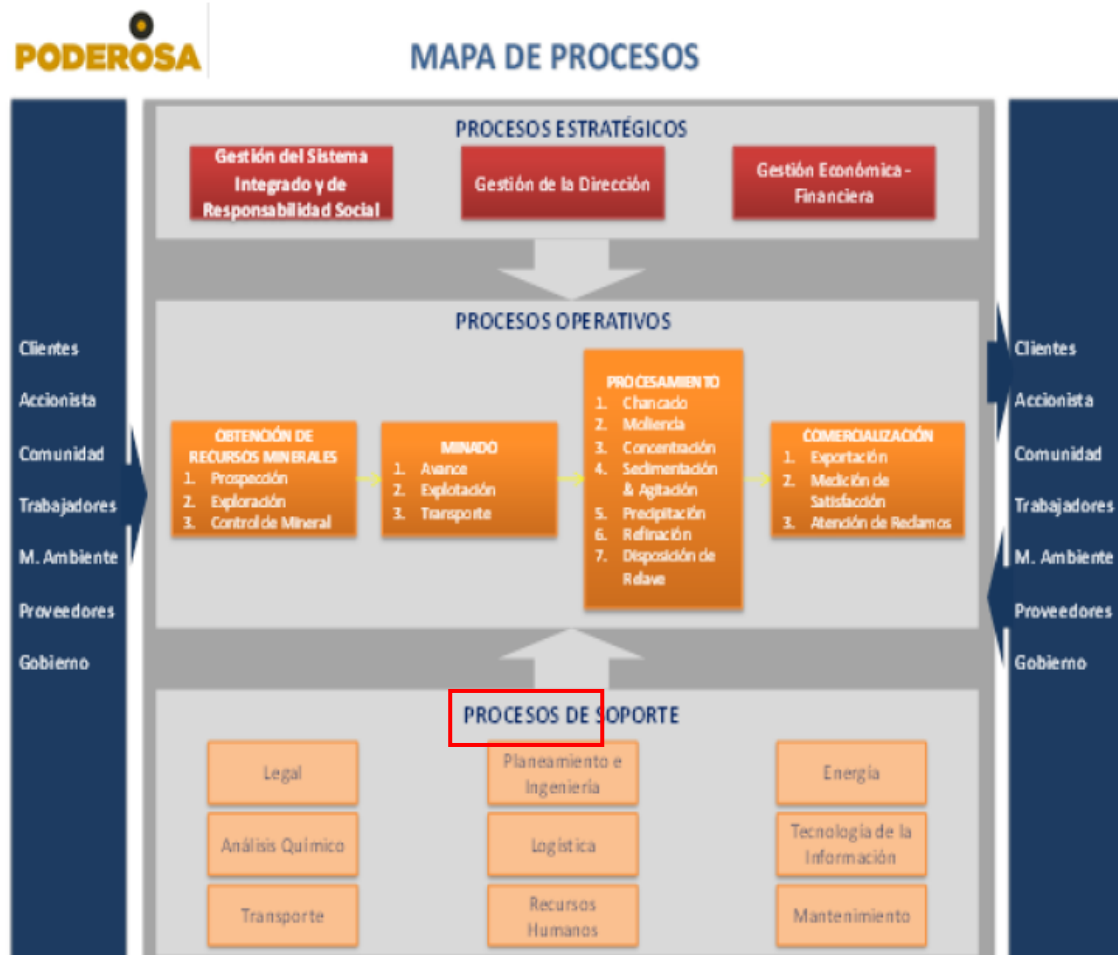 PODEROSA
MAPA DE PROCESOS
PROCESOS ESTRATÉGICOS
Gestión del Sistema
Integrado y de
Responsabilidad Social
Gestión de la Dirección
Gestión Económica -
Financiera
PROCESOS OPERATIVOS
Clientes
Accionista
Comunidad
Trabajadores
M. Ambiente
Proveedores
Gobierno
OBTENCIÓN DE
RECURSOS MINERALES
1. Prospección
2. Exploración
3. Control de Mineral
MINADO
1. Avance
2. Explotación
3. Transporte
PROCESAMIENTO
1. Chancado
2. Molienda
3. Concentración
4. Sedimentación
& Agitación
5. Precipitación
6. Refinación
7. Disposición de
Relave
COMERCIALIZACIÓN
1. Exportación
2. Medición de
Satisfacción
3. Atención de Reclamos
Clientes
Accionista
Comunidad
Trabajadores
M. Ambiente
Proveedores
Gobierno
PROCESOS DE SOPORTE
Legal
Planeamiento e
Ingeniería
Energía
Análisis Químico
Logística
Tecnología de la
Información
Transporte
Recursos
Humanos
Mantenimiento